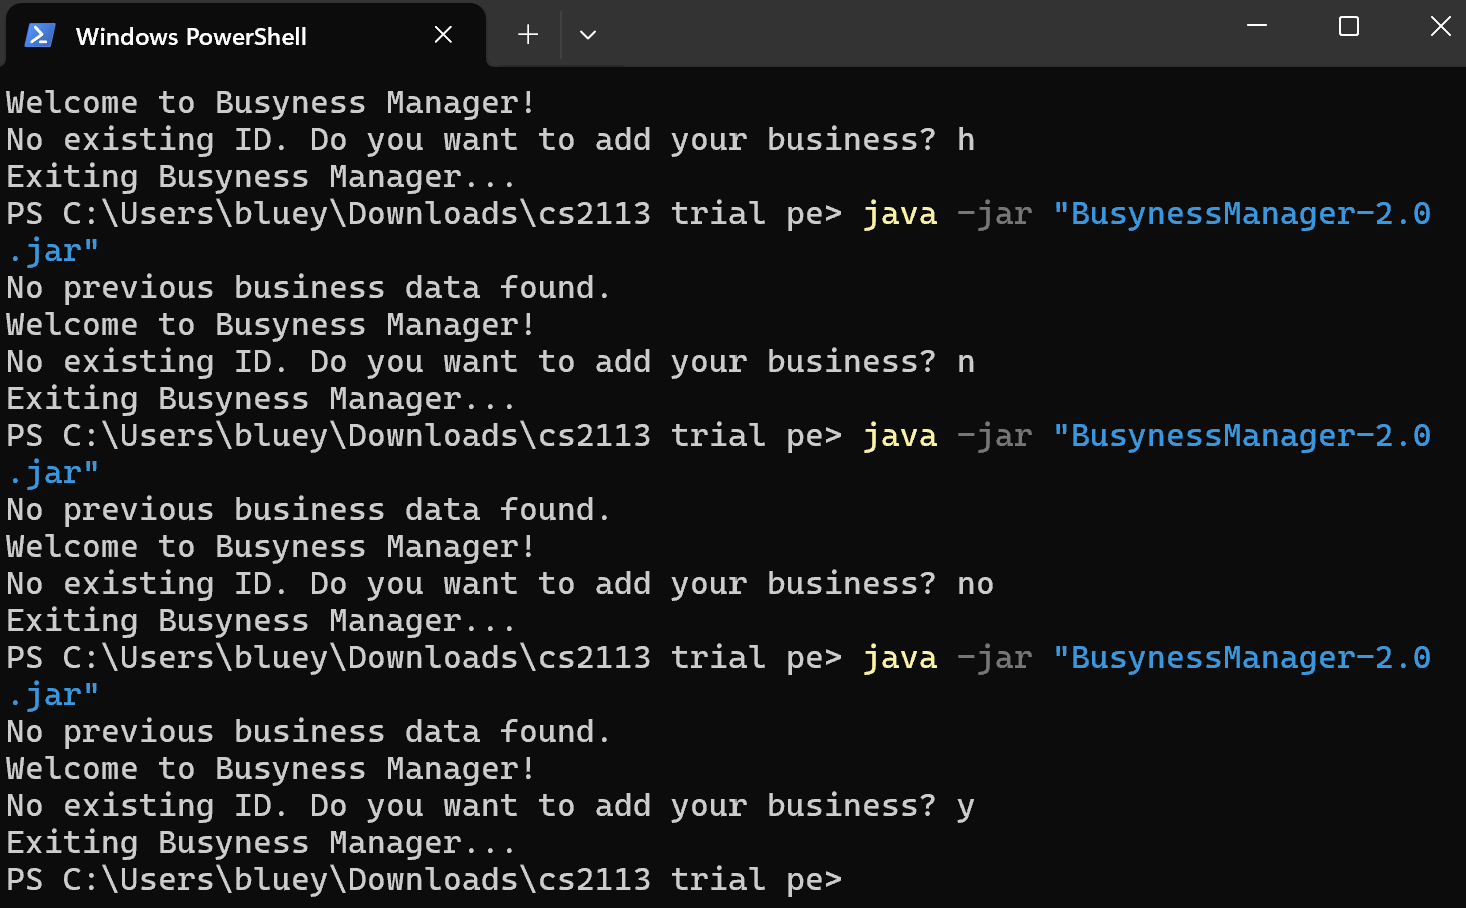 Windows PowerShell
Welcome to Busyness Manager!
No existing ID. Do you want to add your business? h
Exiting Busyness Manager...
PS C:\Users\bluey\Downloads\cs2113 trial pe> java -jar "BusynessManager-2.0
.jar"
No previous business data found.
Welcome to Busyness Manager!
No existing ID. Do you want to add your business? n
Exiting Busyness Manager...
PS C:\Users\bluey\Downloads\cs2113 trial pe> java -jar "BusynessManager-2.0
.jar"
No previous business data found.
Welcome to Busyness Manager!
No existing ID. Do you want to add your business? no
Exiting Busyness Manager...
PS C:\Users\bluey\Downloads\cs2113 trial pe> java -jar "BusynessManager-2.0
.jar"
No previous business data found.
Welcome to Busyness Manager!
No existing ID. Do you want to add your business? y
Exiting Busyness Manager...
PS C:\Users\bluey\Downloads\cs2113 trial pe>